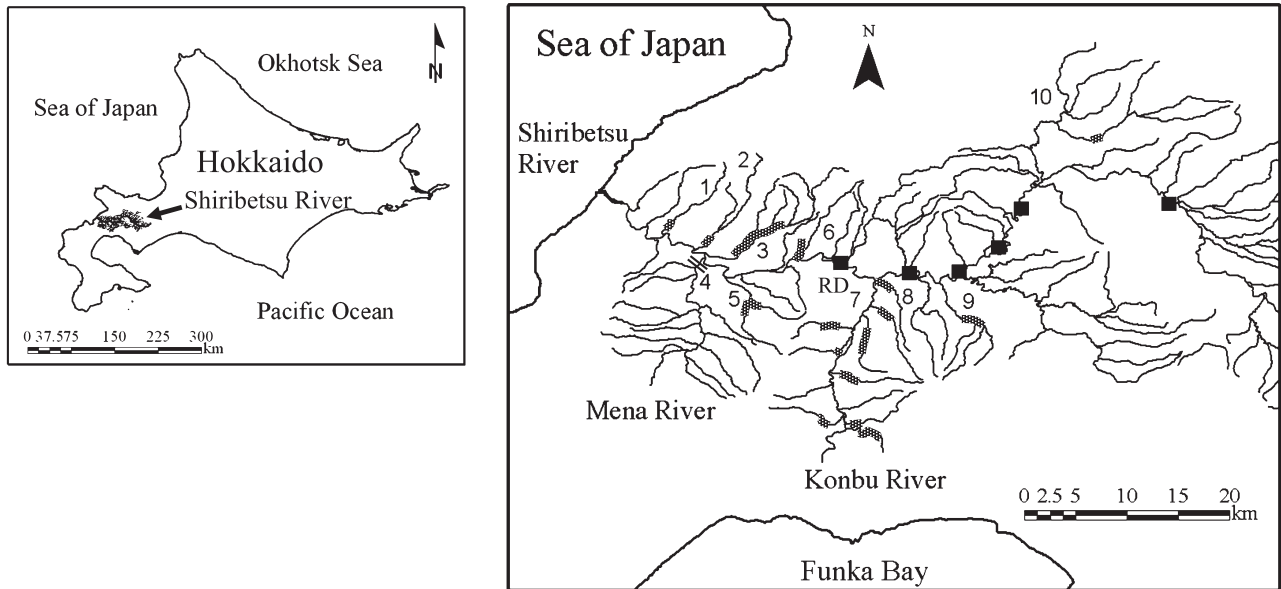 Okhotsk Sea
N
Sea of Japan
Hokkaido
Shiribetsu River
Pacific Ocean
0 37.575 150 225 300
km
Sea of Japan
N
Shiribetsu
River
10
2
1
6
3
4
RD
7
8
5
9
Mena River
Konbu River
0 2.5 5 10 15 20
km
Funka Bay